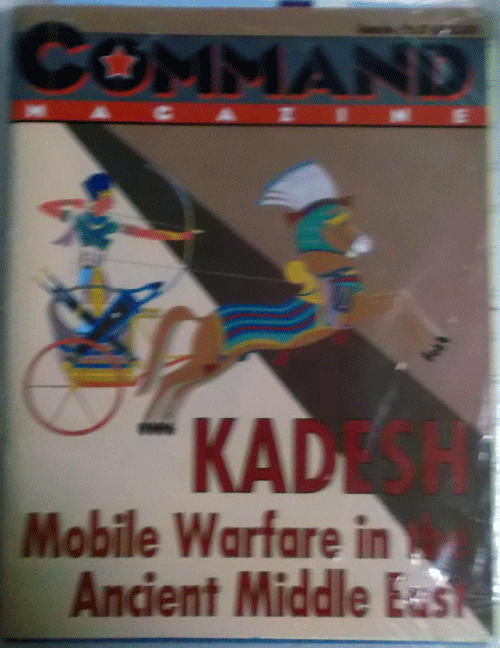 COMMAND
MAGAZINE
KADESH
Mobile Warfare in the
Ancient Middle East